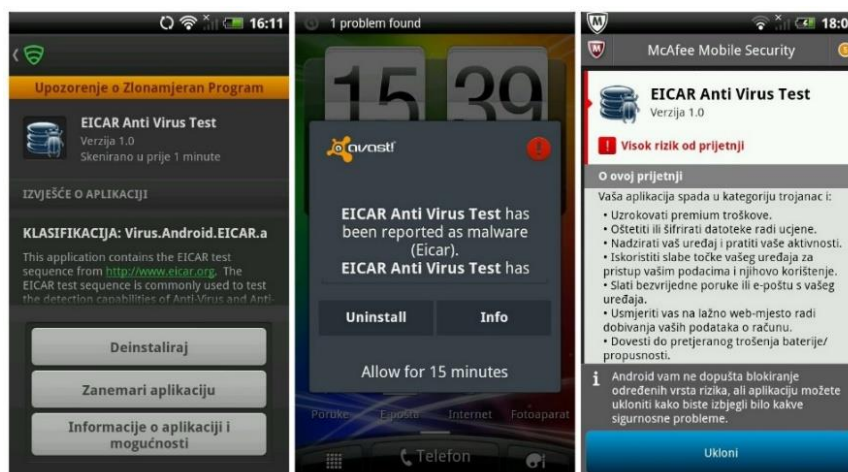 16:11
Upozorenje o Zlonamjeran Program
EICAR Anti Virus Test
Verzija 1.0
Skenirano u prije 1 minute
IZVJEŠĆE O APLIKACIJI
KLASIFIKACIJA: Virus.Android.EICAR.a
This application contains the EICAR test
sequence from http://www.eicar.org. The
EICAR test sequence is commonly used to test
the detection capabilities of Anti-Virus and Anti-
Deinstaliraj
Zanemari aplikaciju
Informacije o aplikaciji i
mogućnosti
1 problem found
15 39
avast!
EICAR Anti Virus Test has
been reported as malware
(Eicar).
EICAR Anti Virus Test has
Uninstall Info
Allow for 15 minutes
Poruke E-pošte Internet Fotoaparat
Telefon
18:0
McAfee Mobile Security
EICAR Anti Virus Test
Verzija 1.0
Visok rizik od prijetnji
O ovoj prijetnji
Vaša aplikacija spada u kategoriju trojanac i:
• Uzrokovati premium troškove.
• Oštetiti ili šifrirati datoteke radi ucjene.
• Nadzirati vaš uređaj i pratiti vaše aktivnosti.
• Iskoristiti slabe točke vašeg uređaja za
pristup vašim podacima i njihovo korištenje.
• Slati bezvrijedne poruke ili e-poštu s vašeg
uređaja.
• Usmjeriti vas na lažno web-mjesto radi
dobivanja vaših podataka o računu.
• Dovesti do pretjeranog trošenja baterije/
propusnosti.
Android vam ne dopušta blokiranje
određenih vrsta rizika, ali aplikaciju možete
ukloniti kako biste izbjegli bilo kakve
sigurnosne probleme.
Ukloni